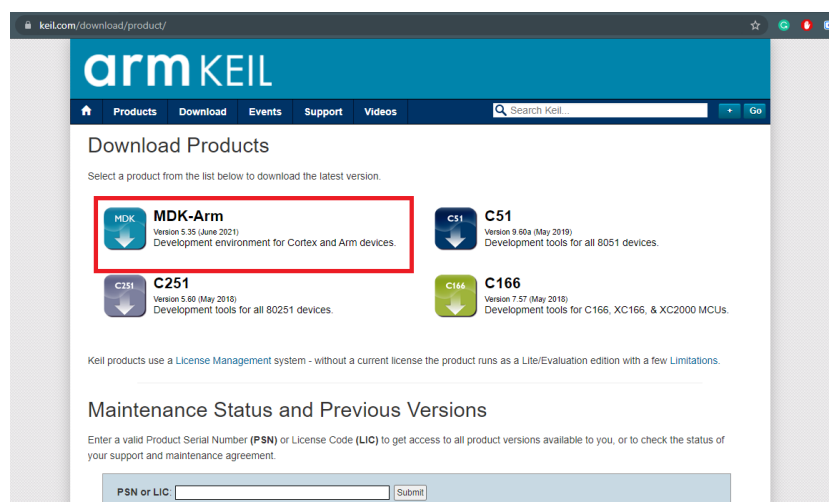 keil.com/download/product/
arm KEIL
Products Download Events Support Videos Search Keil... + Go
Download Products
Select a product from the list below to download the latest version.
MDK
MDK-Arm
Version 5.35 (June 2021)
Development environment for Cortex and Arm devices.
C51
C51
Version 9.60a (May 2019)
Development tools for all 8051 devices.
C251
C251
Version 5.60 (May 2018)
Development tools for all 80251 devices.
C166
C166
Version 7.57 (May 2018)
Development tools for C166, XC166, & XC2000 MCUs.
Keil products use a License Management system - without a current license the product runs as a Lite/Evaluation edition with a few Limitations.
Maintenance Status and Previous Versions
Enter a valid Product Serial Number (PSN) or License Code (LIC) to get access to all product versions available to you, or to check the status of
your support and maintenance agreement.
PSN or LIC: Submit